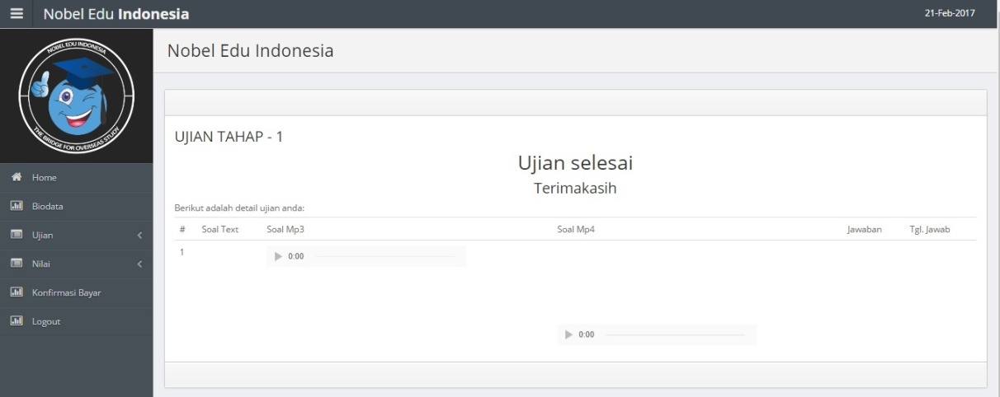 Nobel Edu Indonesia
21-Feb-2017
NOBEL EDU INDONESIA
THE BRIDGE FOR OVERSEAS STUDY
Home
Biodata
Ujian
Nilai
Konfirmasi Bayar
Logout
Nobel Edu Indonesia
UJIAN TAHAP - 1
Ujian selesai
Terimakasih
Berikut adalah detail ujian anda:
# Soal Text Soal Mp3 Soal Mp4 Jawaban Tgl. Jawab
1 0:00
0:00